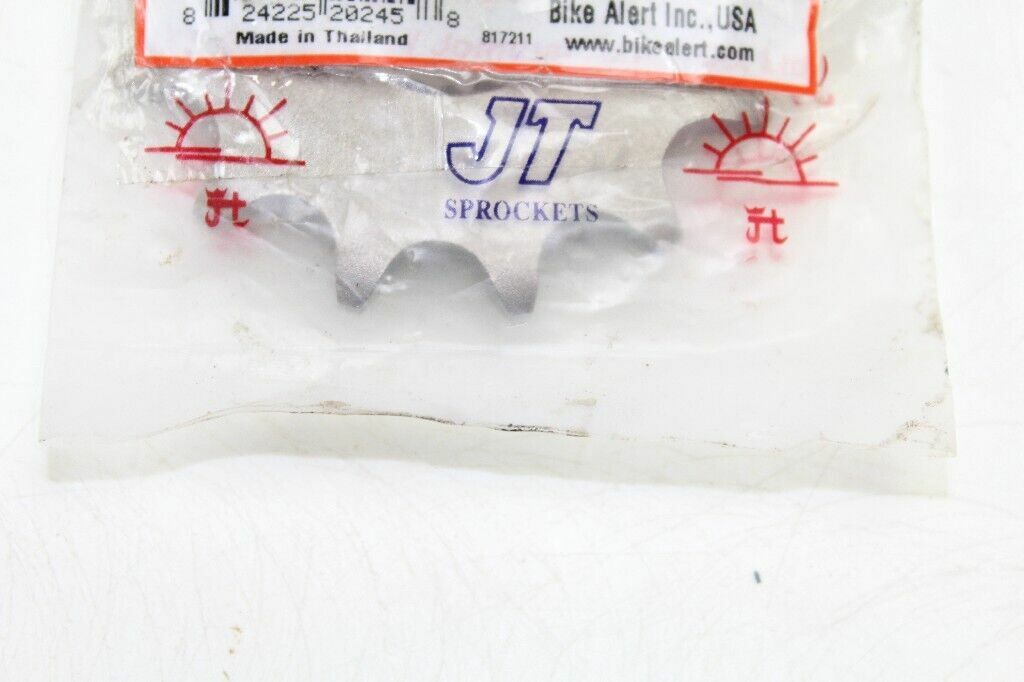 8 24225 20245 8
Bike Alert Inc., USA
Made in Thailand 817211 www.bikealert.com
JT
SPROCKETS
Jt
Jt